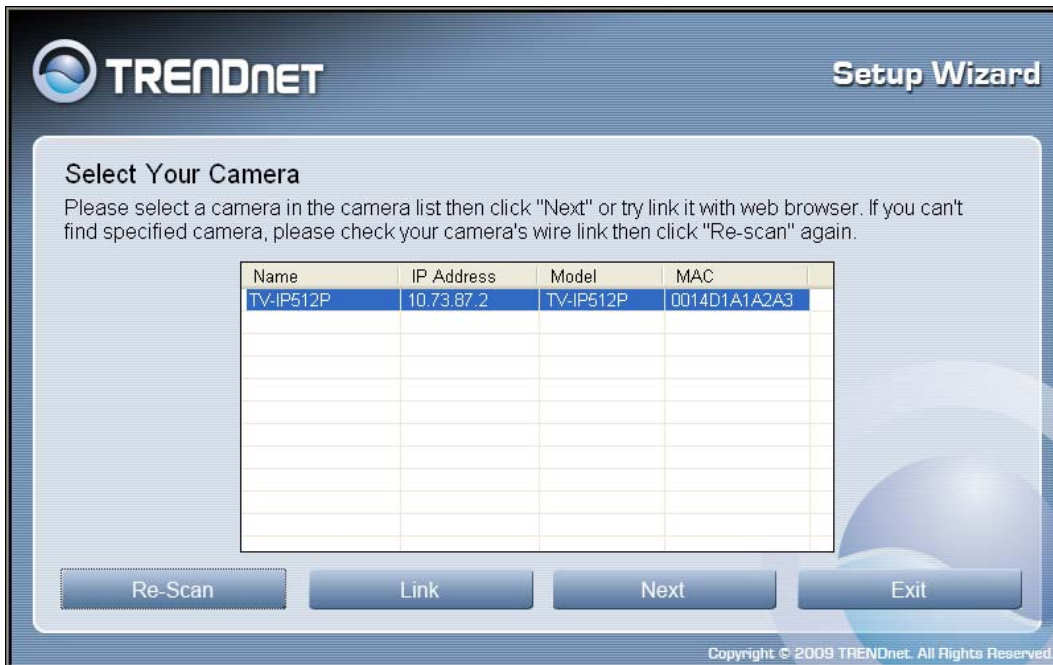 TRENDNET
Setup Wizard
Select Your Camera
Please select a camera in the camera list then click "Next" or try link it with web browser. If you can't
find specified camera, please check your camera's wire link then click "Re-scan" again.
Name IP Address Model MAC
TV-IP512P 10.73.87.2 TV-IP512P 0014D1A1A2A3
Re-Scan Link Next Exit
Copyright © 2009 TRENDnet. All Rights Reserved.